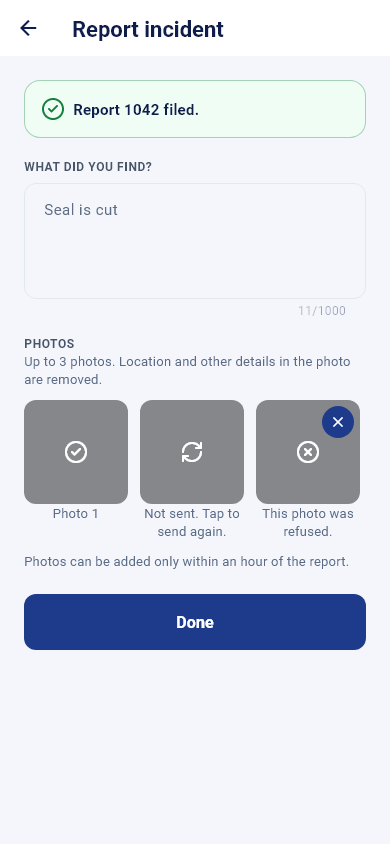 Report incident
Report 1042 filed.
WHAT DID YOU FIND?
Seal is cut
11/1000
PHOTOS
Up to 3 photos. Location and other details in the photo
are removed.
Photo 1
Not sent. Tap to
send again.
This photo was
refused.
Photos can be added only within an hour of the report.
Done